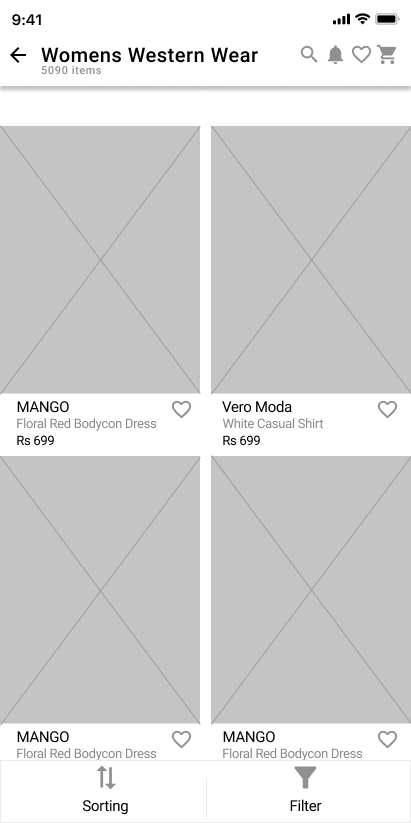 9:41
Womens Western Wear
5090 items
MANGO
Floral Red Bodycon Dress
Rs 699
Vero Moda
White Casual Shirt
Rs 699
MANGO
Floral Red Bodycon Dress
MANGO
Floral Red Bodycon Dress
Sorting
Filter